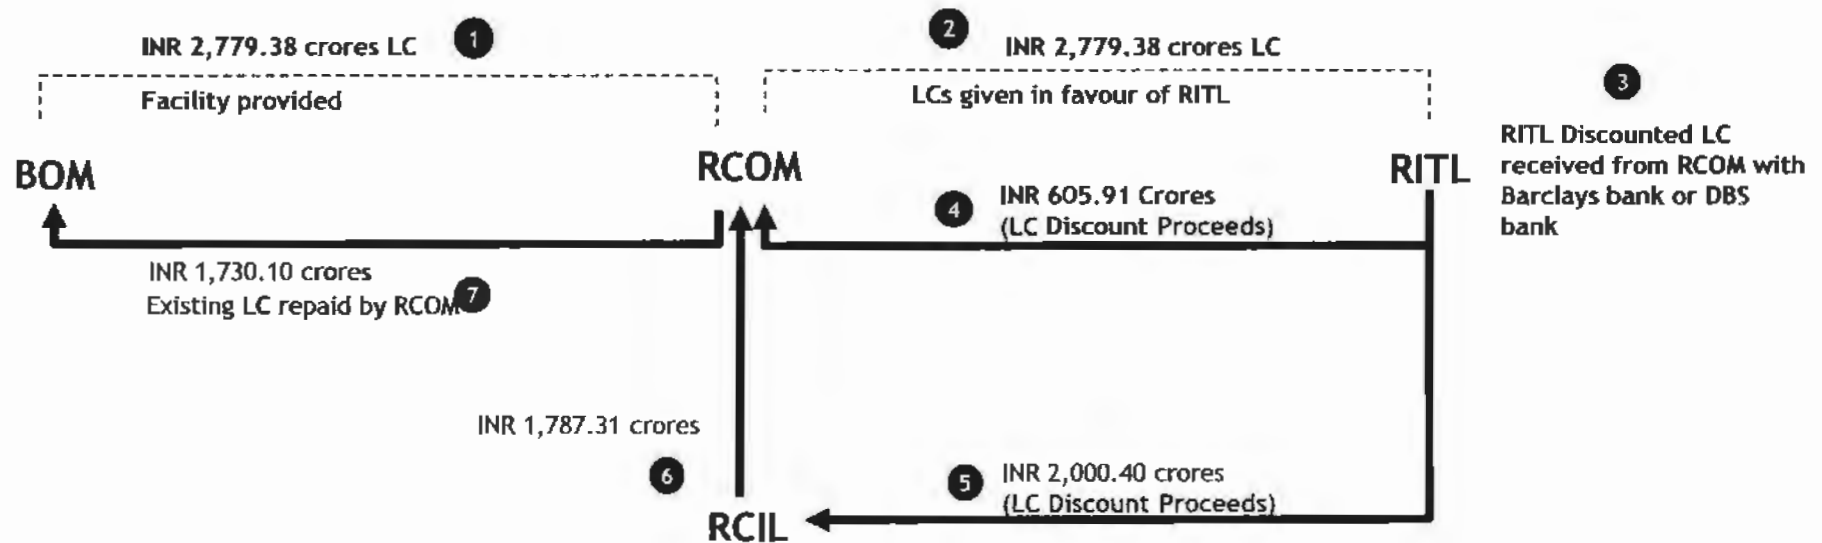 1
INR 2,779.38 crores LC
Facility provided
2
INR 2,779.38 crores LC
LCs given in favour of RITL
3
RITL Discounted LC
received from RCOM with
Barclays bank or DBS
bank
BOM
RCOM
RITL
4
INR 605.91 Crores
(LC Discount Proceeds)
INR 1,730.10 crores
Existing LC repaid by RCOM
7
INR 1,787.31 crores
6
5
INR 2,000.40 crores
(LC Discount Proceeds)
RCIL